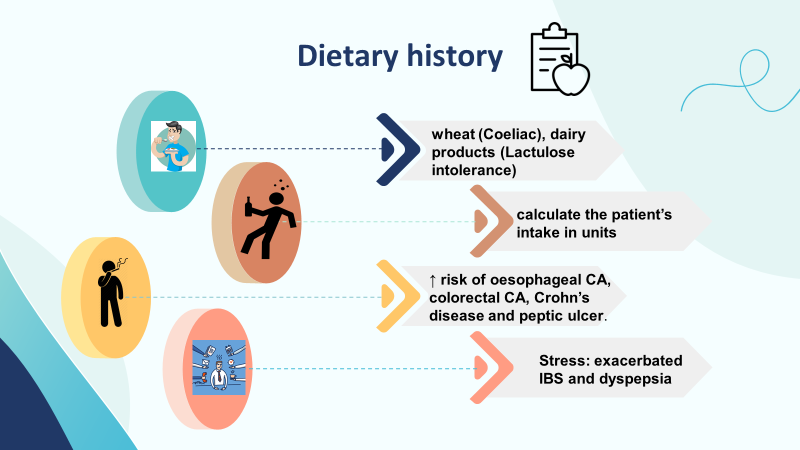 Dietary history
wheat (Coeliac), dairy
products (Lactulose
intolerance)
calculate the patient's
intake in units
↑ risk of oesophageal CA,
colorectal CA, Crohn's
disease and peptic ulcer.
Stress: exacerbated
IBS and dyspepsia